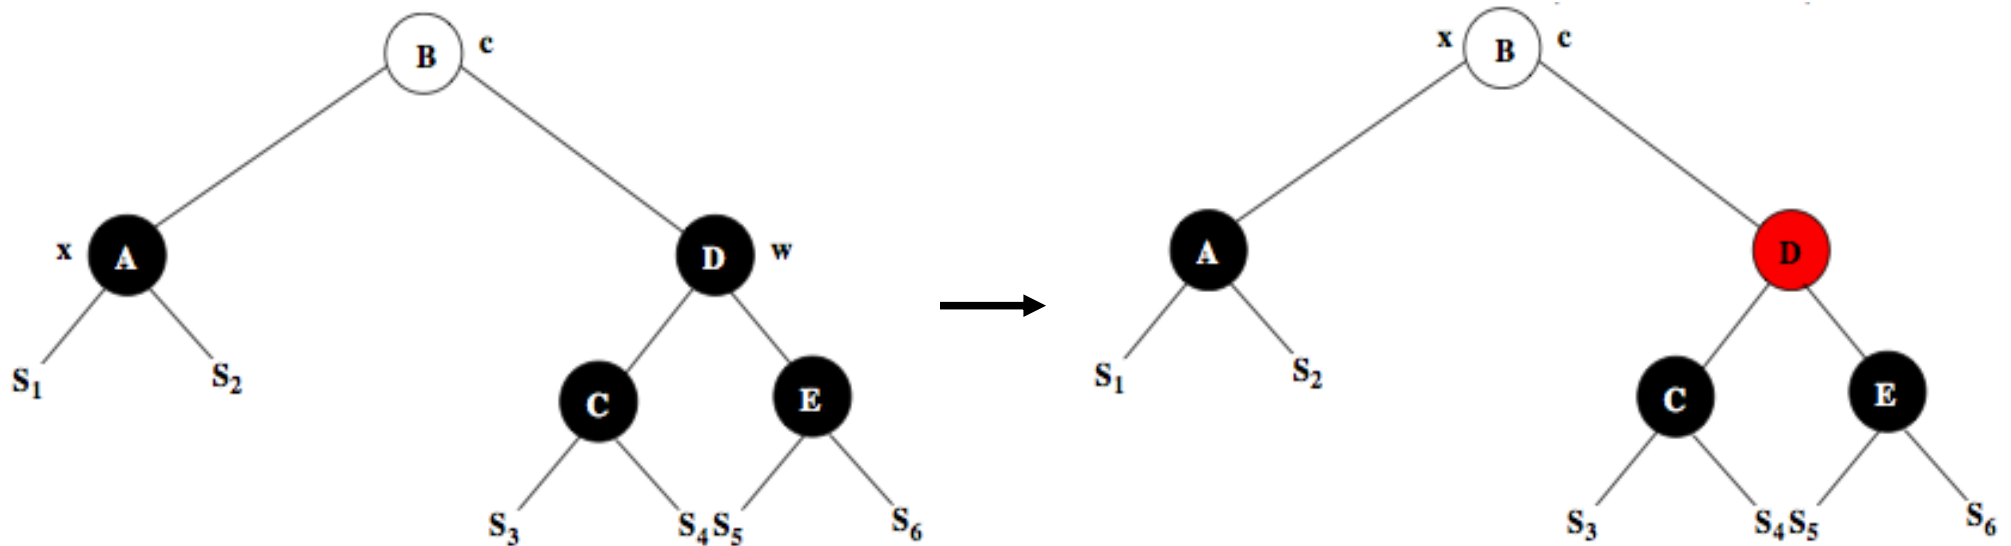 B c
x A
D w
S1 S2
C E
S3 S4 S5 S6
x B c
A D
S1 S2
C E
S3 S4 S5 S6